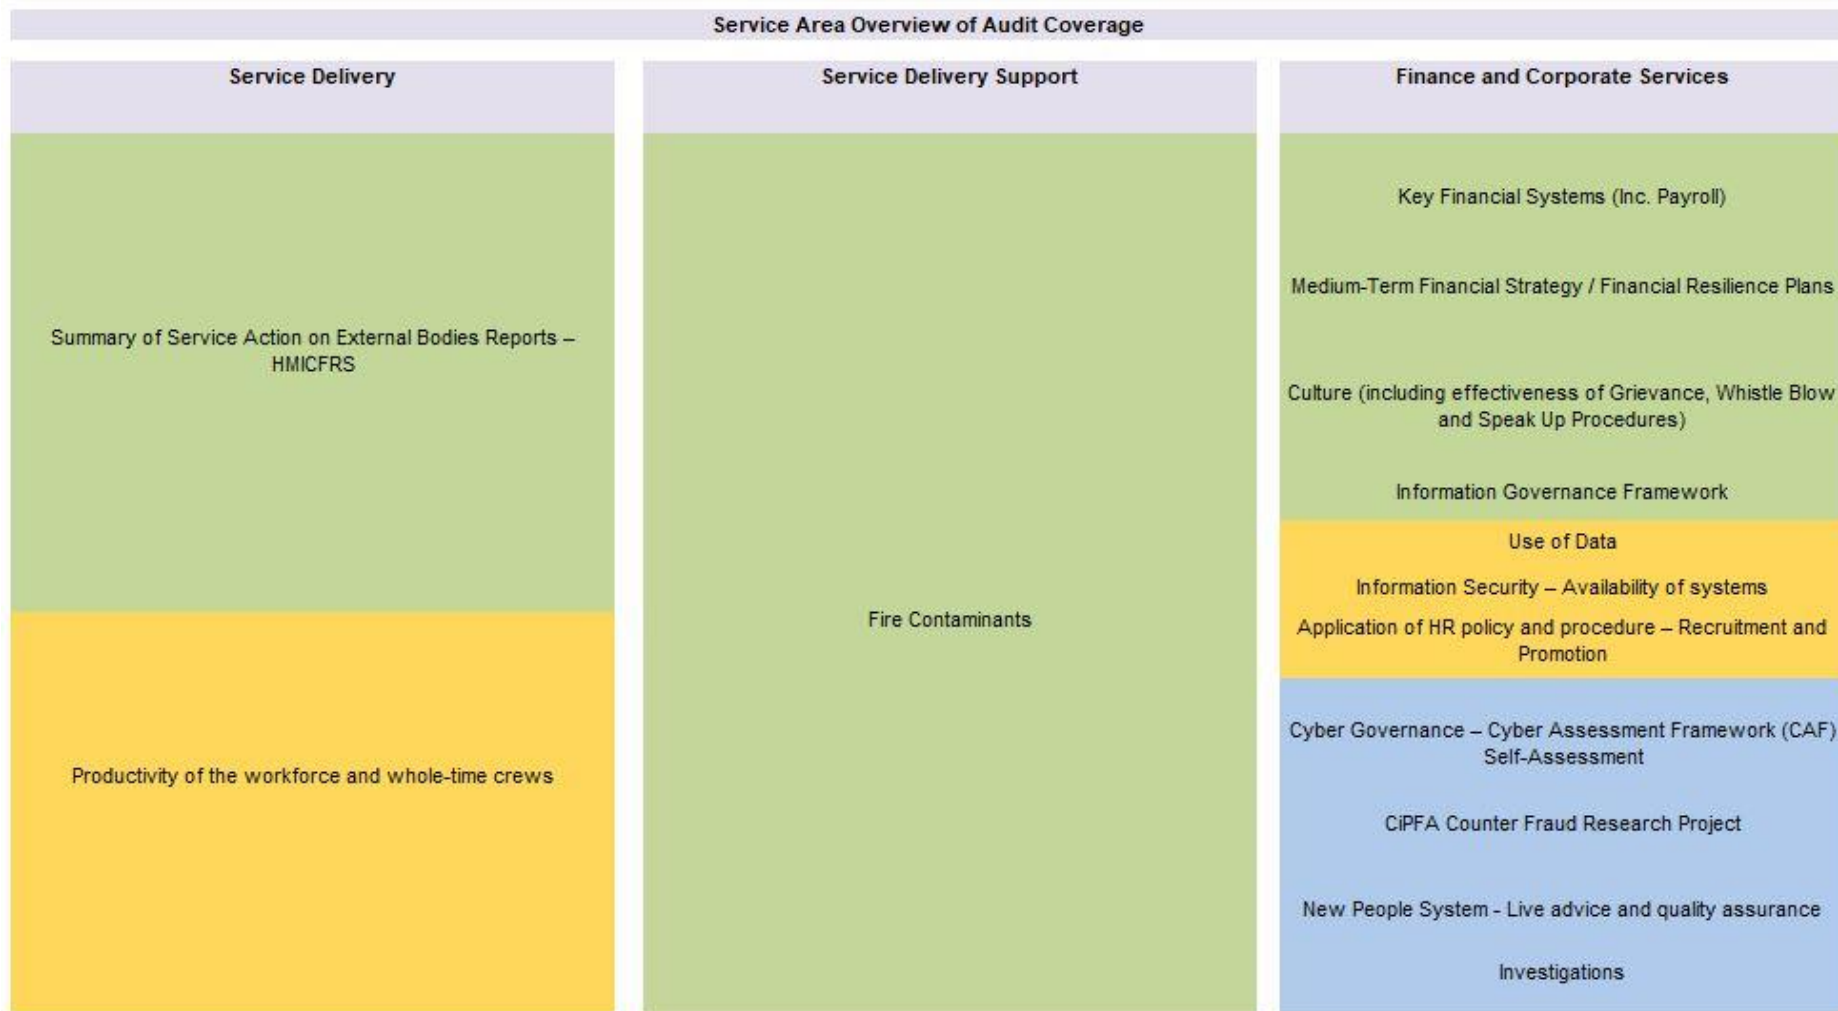 Service Area Overview of Audit Coverage
Service Delivery
Summary of Service Action on External Bodies Reports –
HMICFRS
Productivity of the workforce and whole-time crews
Service Delivery Support
Fire Contaminants
Finance and Corporate Services
Key Financial Systems (Inc. Payroll)
Medium-Term Financial Strategy / Financial Resilience Plans
Culture (including effectiveness of Grievance, Whistle Blow
and Speak Up Procedures)
Information Governance Framework
Use of Data
Information Security – Availability of systems
Application of HR policy and procedure – Recruitment and
Promotion
Cyber Governance – Cyber Assessment Framework (CAF)
Self-Assessment
CiPFA Counter Fraud Research Project
New People System - Live advice and quality assurance
Investigations